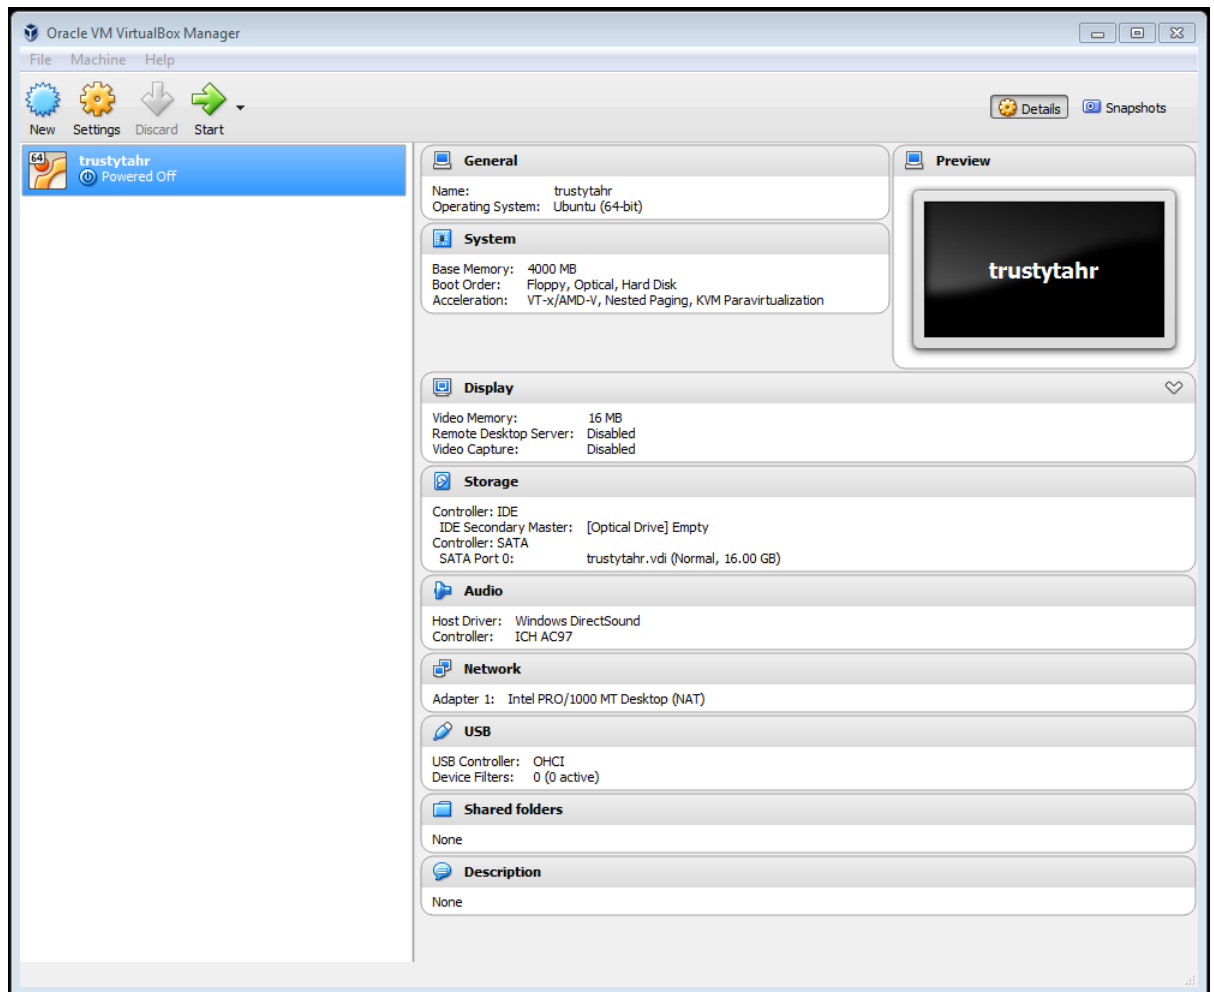 Oracle VM VirtualBox Manager
File Machine Help
New Settings Discard Start
Details Snapshots
64
trustytahr
Powered Off
General
Name: trustytahr
Operating System: Ubuntu (64-bit)
System
Base Memory: 4000 MB
Boot Order: Floppy, Optical, Hard Disk
Acceleration: VT-x/AMD-V, Nested Paging, KVM Paravirtualization
Preview
trustytahr
Display
Video Memory: 16 MB
Remote Desktop Server: Disabled
Video Capture: Disabled
Storage
Controller: IDE
IDE Secondary Master: [Optical Drive] Empty
Controller: SATA
SATA Port 0: trustytahr.vdi (Normal, 16.00 GB)
Audio
Host Driver: Windows DirectSound
Controller: ICH AC97
Network
Adapter 1: Intel PRO/1000 MT Desktop (NAT)
USB
USB Controller: OHCI
Device Filters: 0 (0 active)
Shared folders
None
Description
None